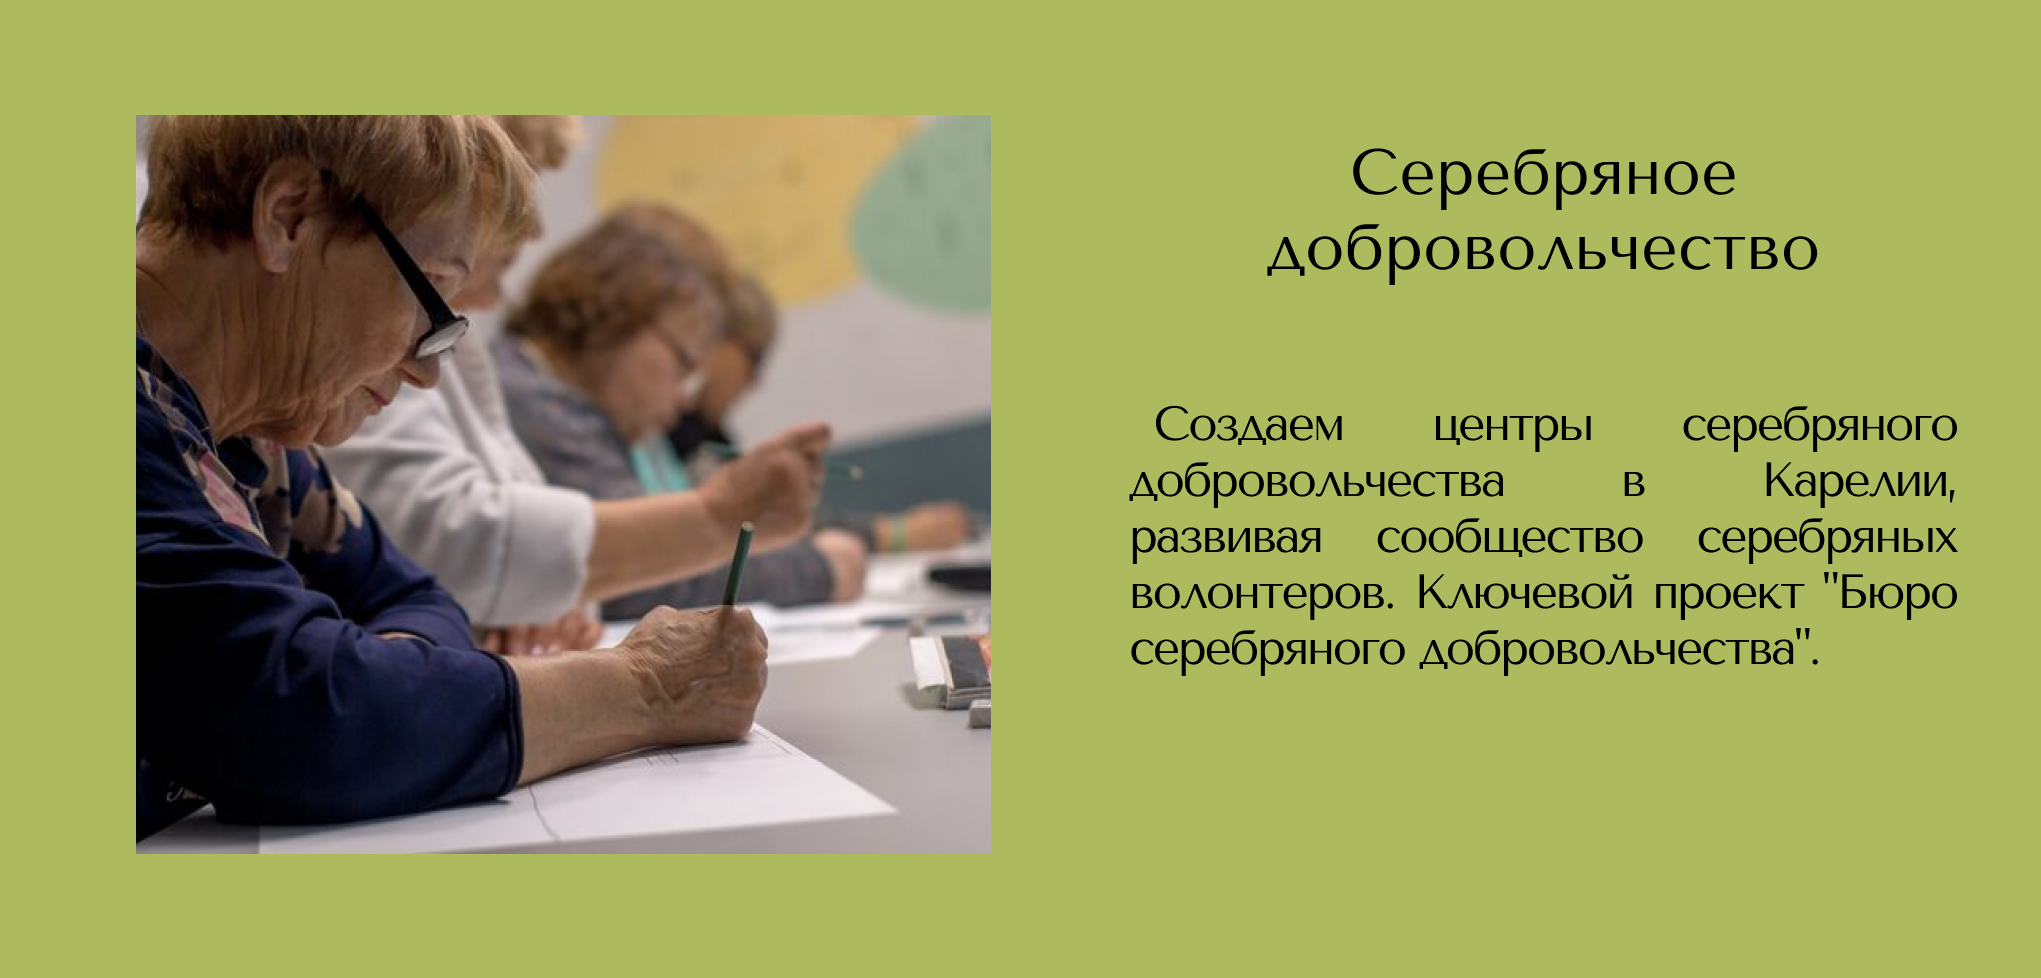 Серебряное
добровольчество
Создаем центры серебряного
добровольчества в Карелии,
развивая сообщество серебряных
волонтеров. Ключевой проект "Бюро
серебряного добровольчества".